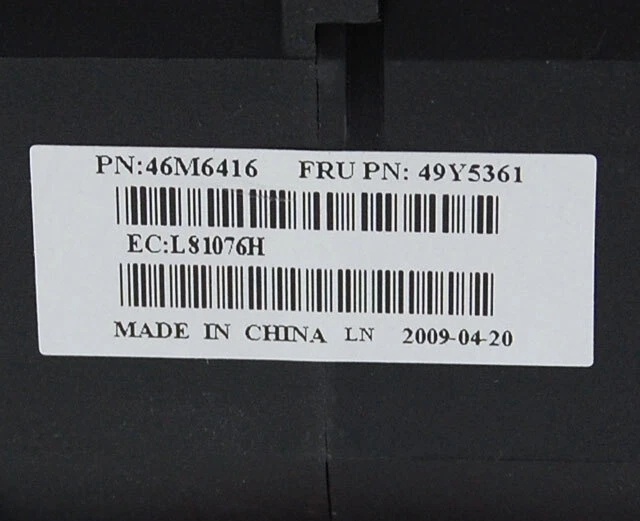 PN:46M6416 FRU PN: 49Y5361
EC:L81076H
MADE IN CHINA LN 2009-04-20